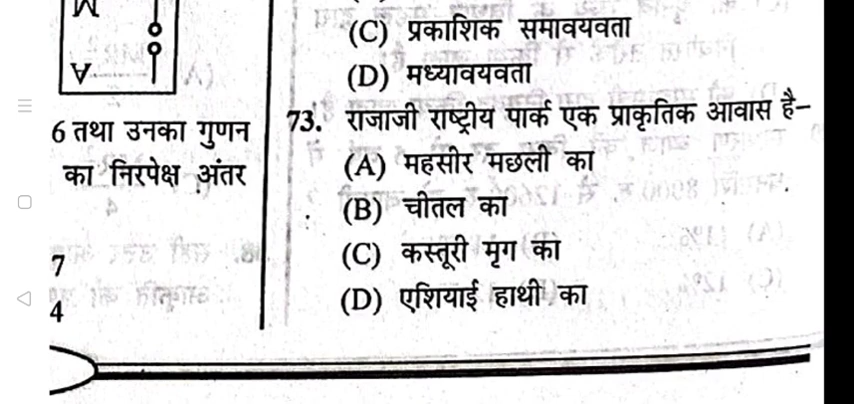 (C) प्रकाशिक समावयवता
(D) मध्यावयवता
6 तथा उनका गुणन
का निरपेक्ष अंतर
7
4
73. राजाजी राष्ट्रीय पार्क एक प्राकृतिक आवास है–
(A) महसीर मछली का
(B) चीतल का
(C) कस्तूरी मृग का
(D) एशियाई हाथी का